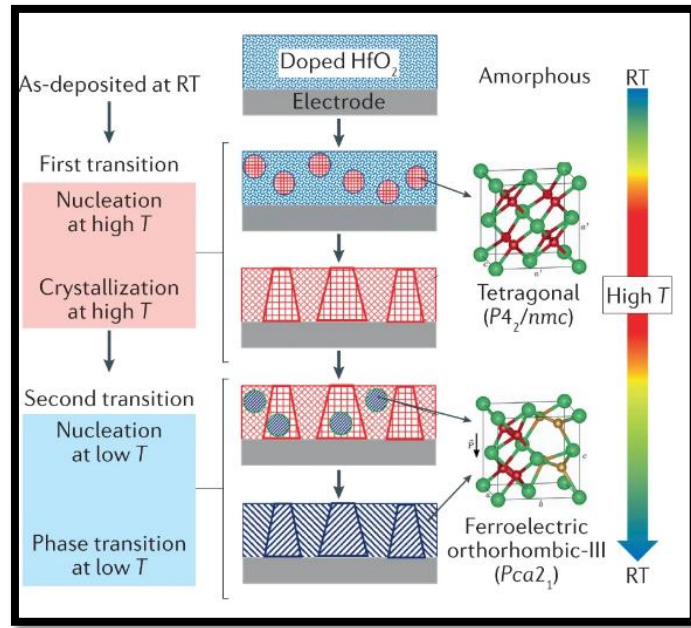 Doped HfO₂
Electrode
As-deposited at RT
Amorphous
RT
First transition
Nucleation
at high T
Crystallization
at high T
Tetragonal
(P4₂/nmc)
High T
Second transition
Nucleation
at low T
Phase transition
at low T
Ferroelectric
orthorhombic-III
(Pca2₁)
RT